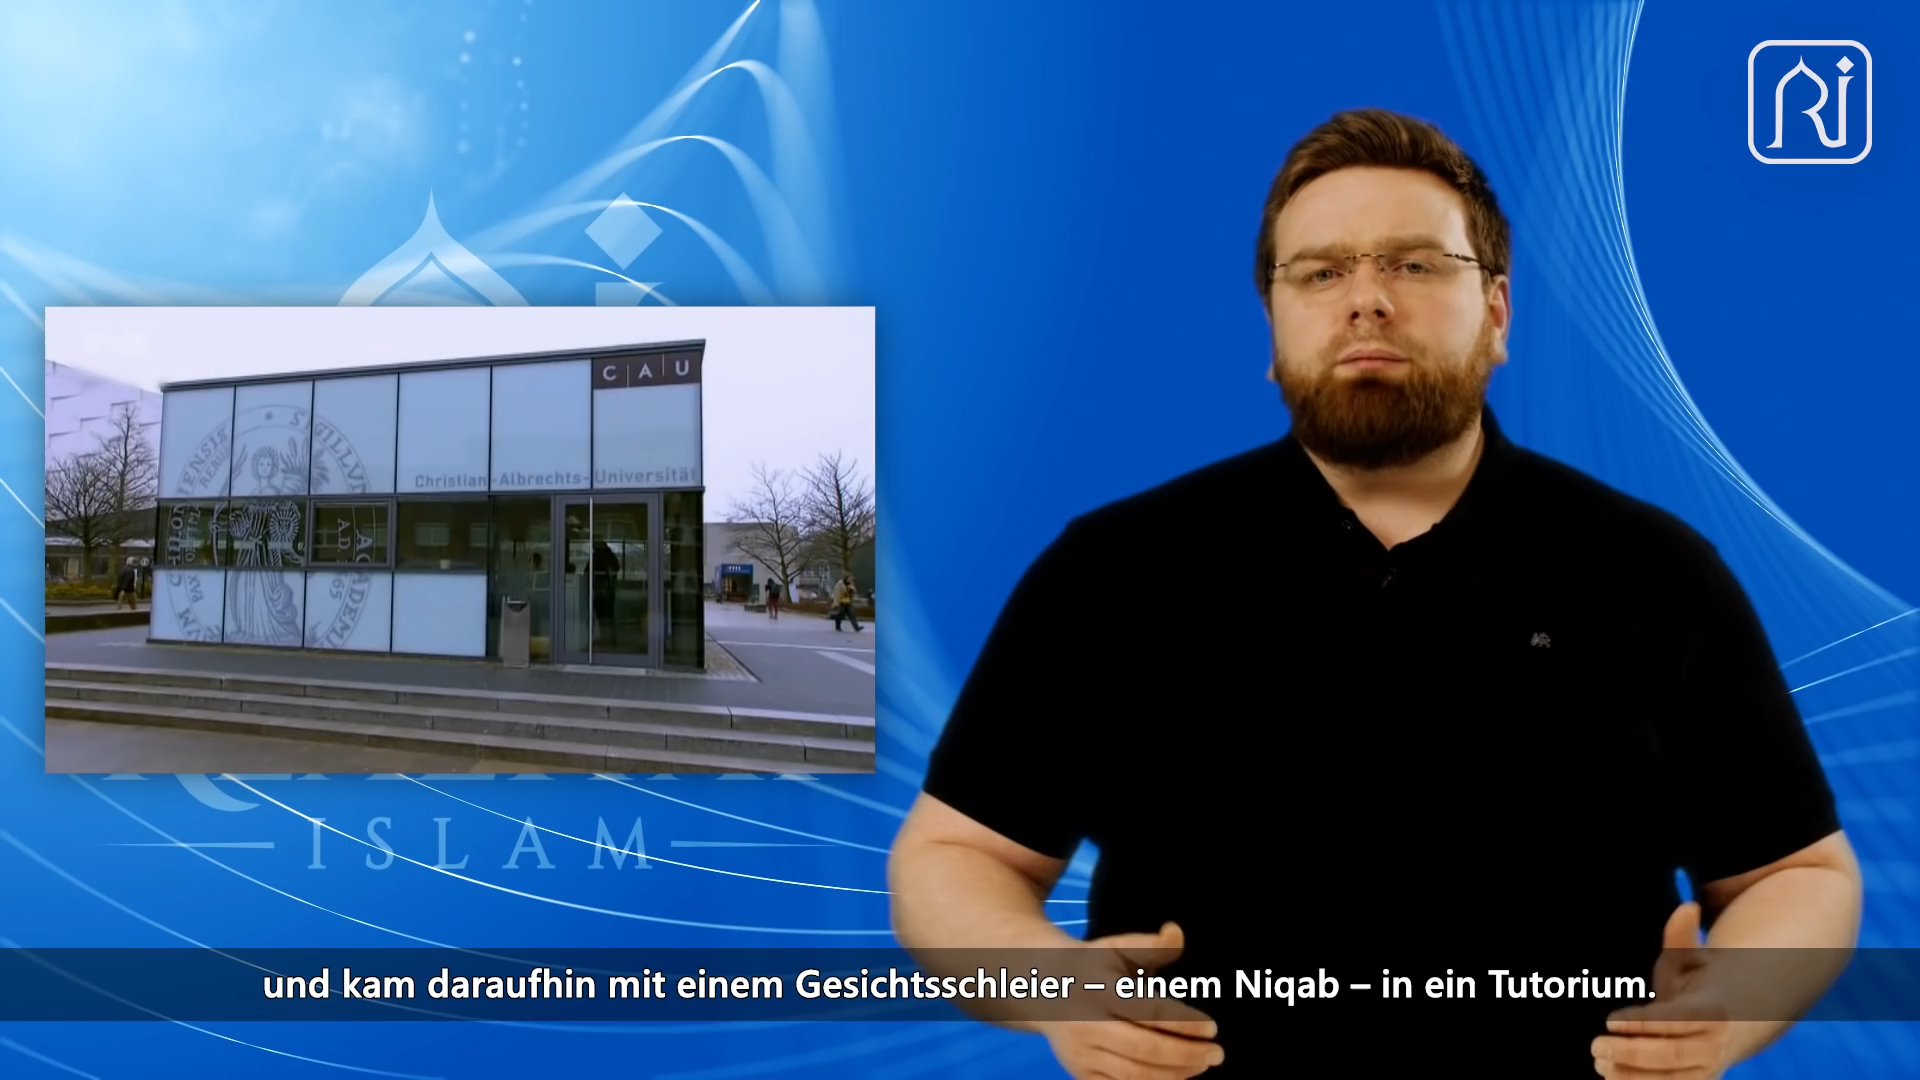 C A U
Christian-Albrechts-Universität
ISLAM
und kam daraufhin mit einem Gesichtsschleier – einem Niqab – in ein Tutorium.